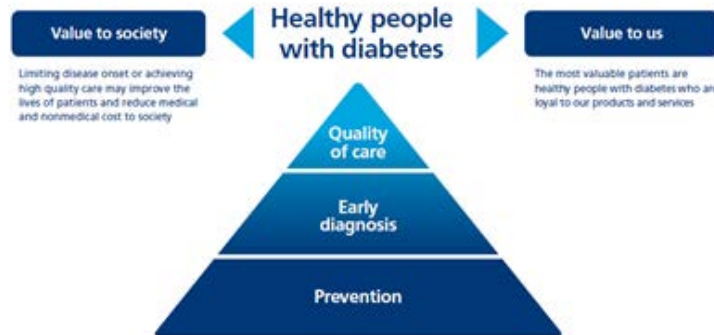 Value to society
Healthy people
with diabetes
Value to us
Limiting disease onset or achieving
high quality care may improve the
lives of patients and reduce medical
and nonmedical cost to society
The most valuable patients are
healthy people with diabetes who are
loyal to our products and services
Quality
of care
Early
diagnosis
Prevention